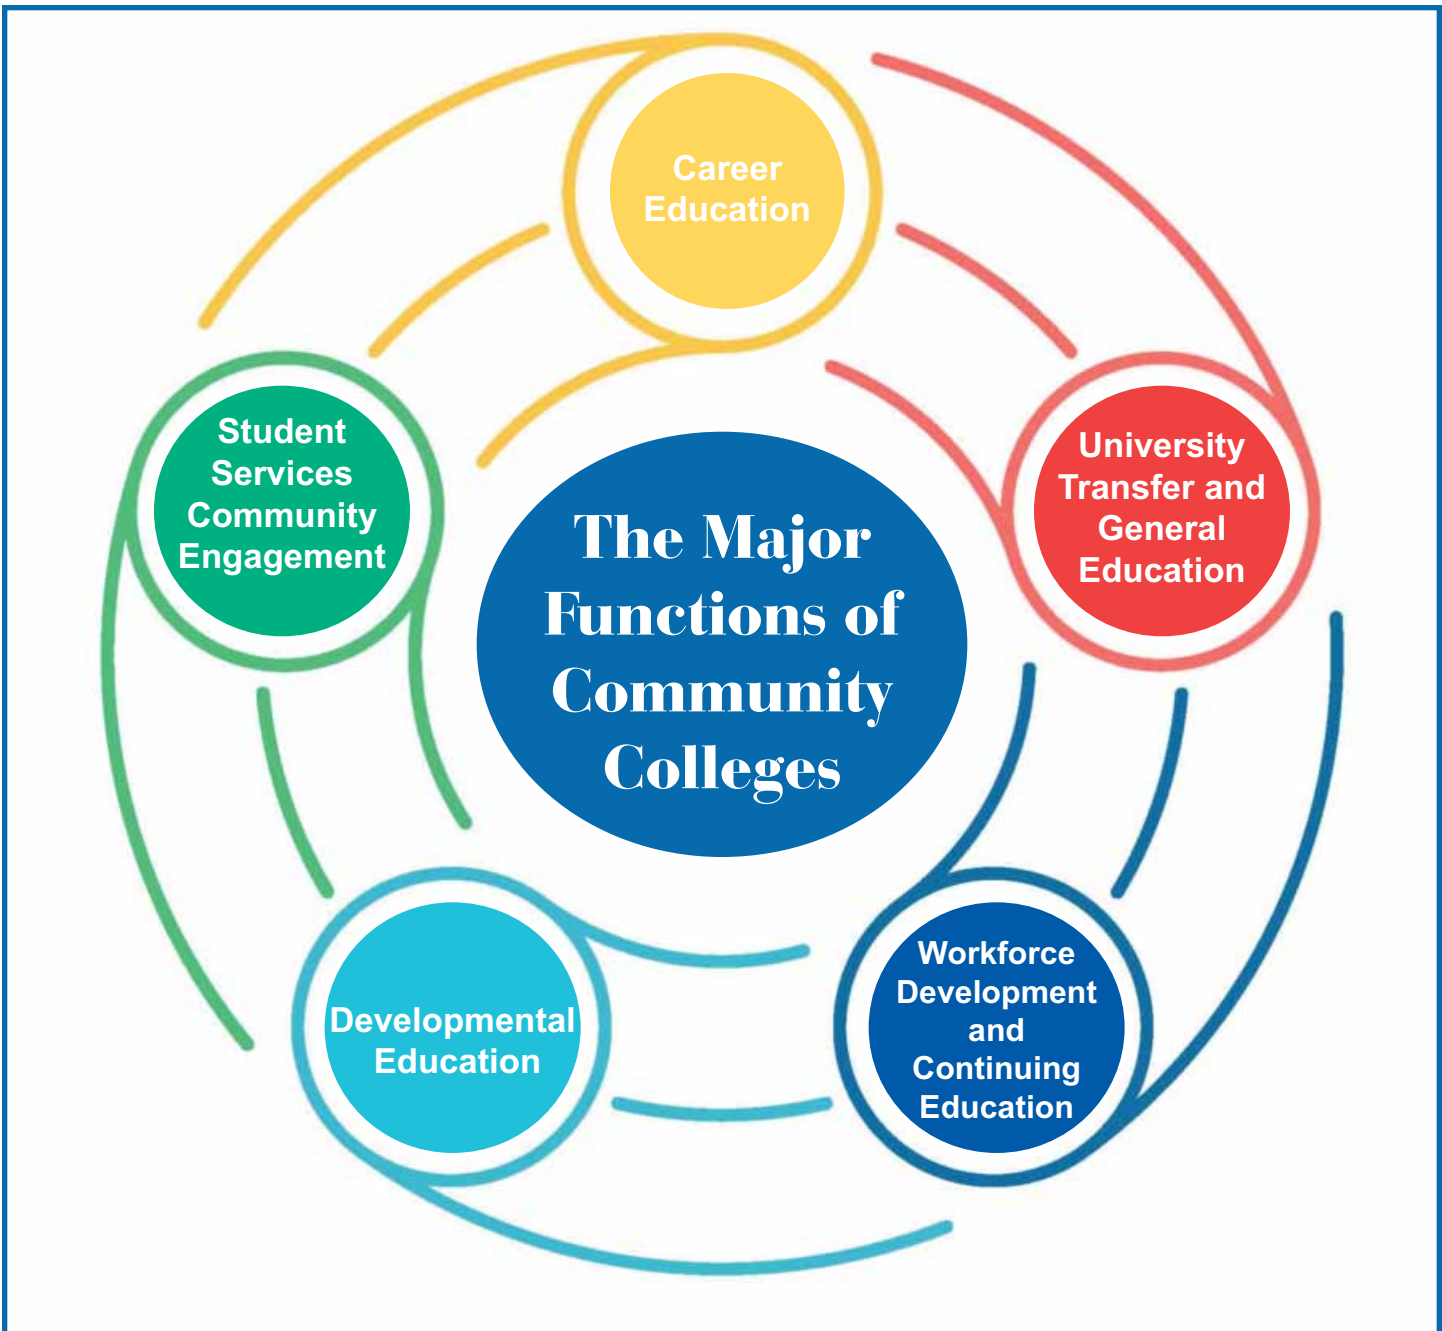 Career
Education
University
Transfer and
General
Education
Student
Services
Community
Engagement
The Major
Functions of
Community
Colleges
Workforce
Development
and
Continuing
Education
Developmental
Education